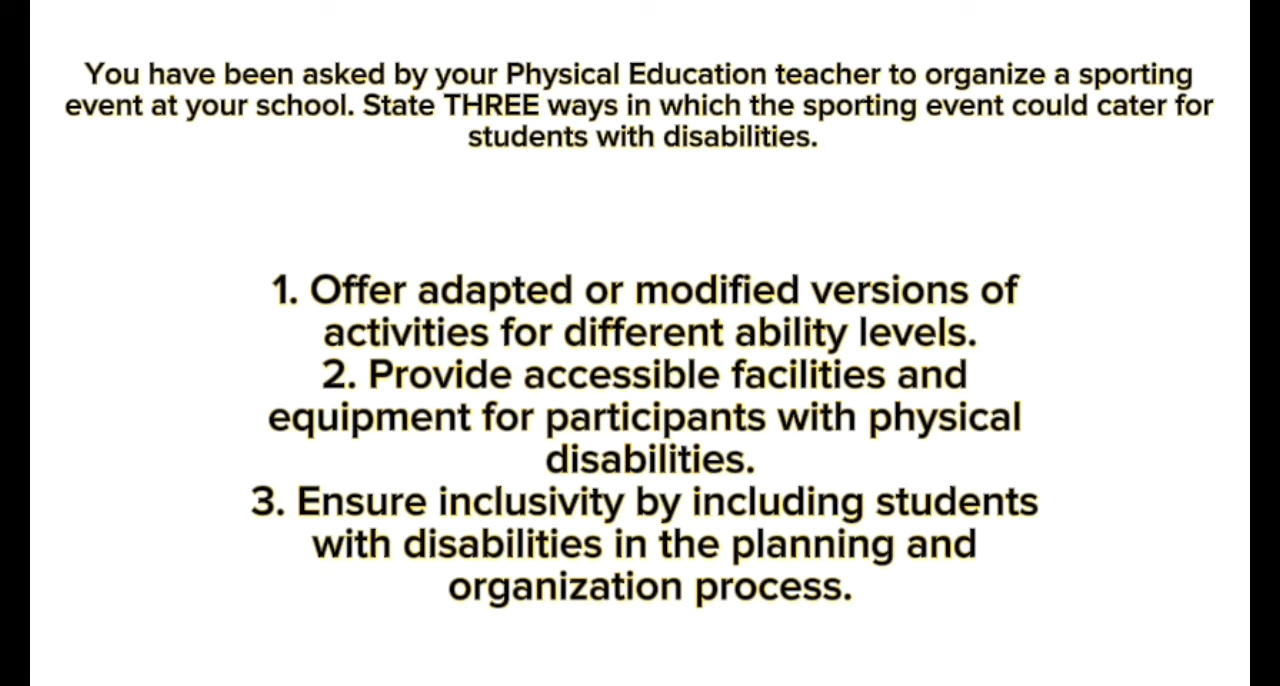 You have been asked by your Physical Education teacher to organize a sporting
event at your school. State THREE ways in which the sporting event could cater for
students with disabilities.
1. Offer adapted or modified versions of
activities for different ability levels.
2. Provide accessible facilities and
equipment for participants with physical
disabilities.
3. Ensure inclusivity by including students
with disabilities in the planning and
organization process.